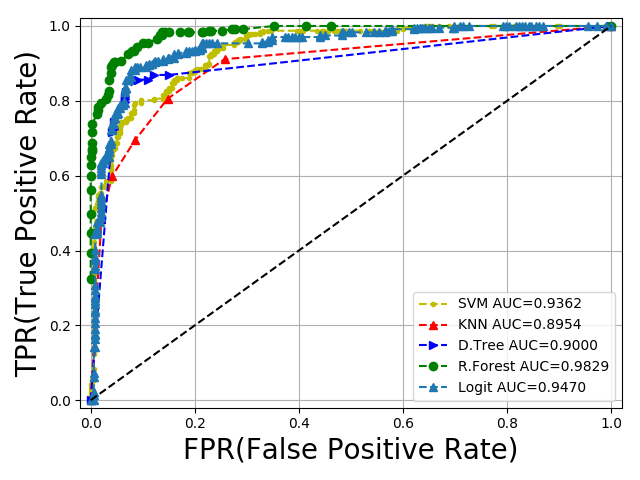 1.0
0.8
0.6
0.4
0.2
0.0
TPR(True Positive Rate)
SVM AUC=0.9362
KNN AUC=0.8954
D.Tree AUC=0.9000
R.Forest AUC=0.9829
Logit AUC=0.9470
0.0 0.2 0.4 0.6 0.8 1.0
FPR(False Positive Rate)